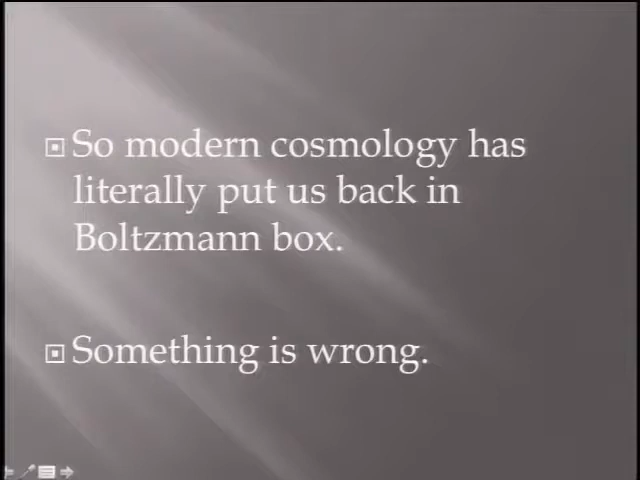 So modern cosmology has
literally put us back in
Boltzmann box.
Something is wrong.